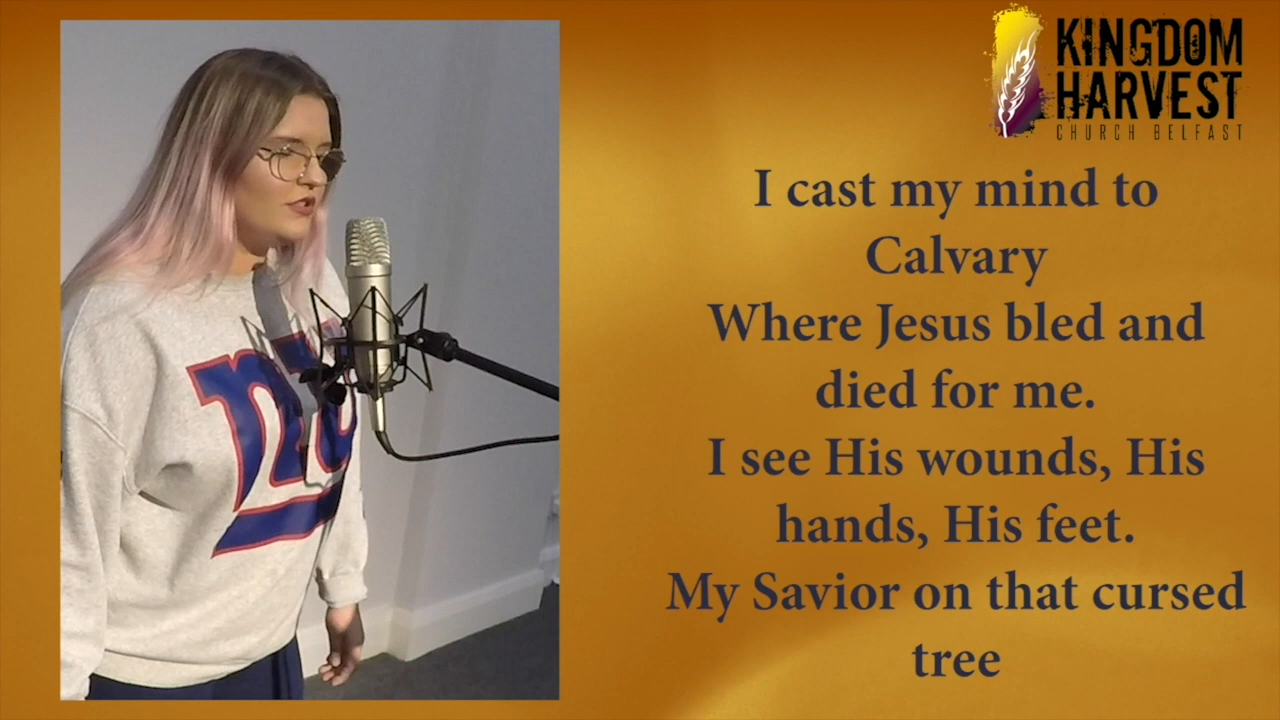 KINGDOM
HARVEST
CHURCH BELFAST
I cast my mind to
Calvary
Where Jesus bled and
died for me.
I see His wounds, His
hands, His feet.
My Savior on that cursed
tree
ny